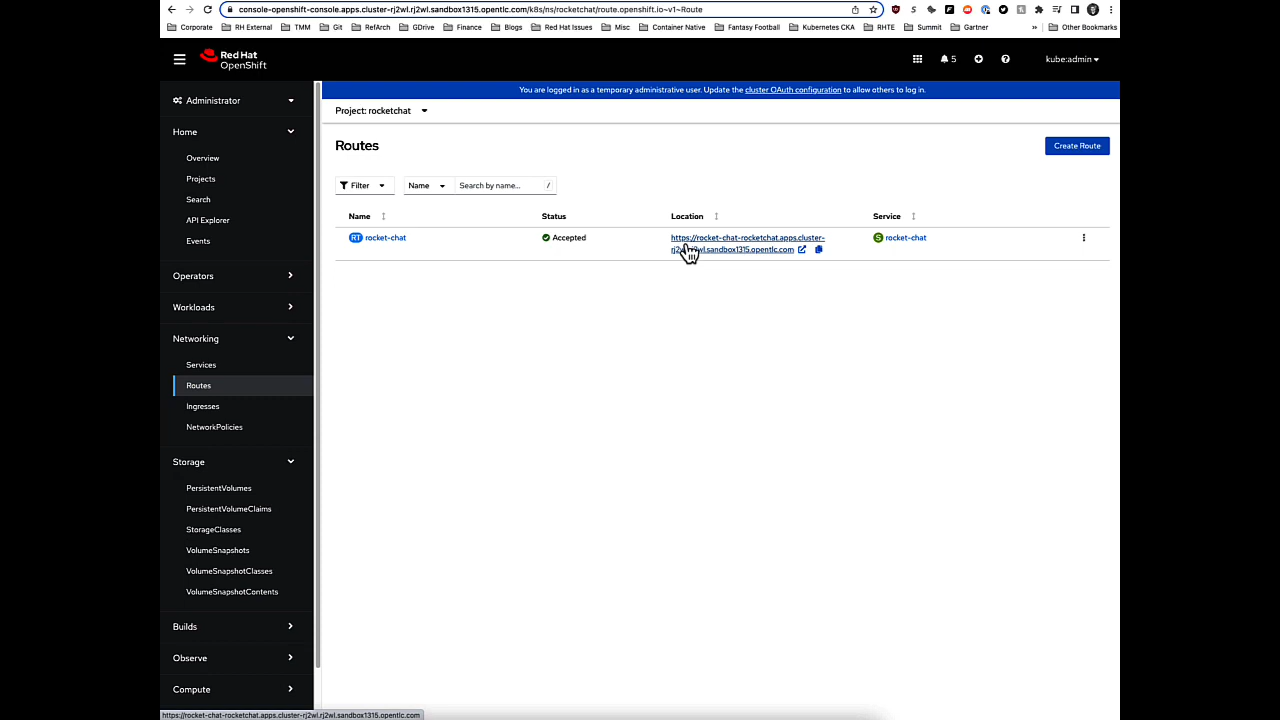 console-openshift-console.apps.cluster-rj2wl.rj2wl.sandbox1315.opentlc.com/k8s/ns/rocketchat/route.openshift.io~v1~Route
Corporate RH External TMM Git RefArch GDrive Finance Blogs Red Hat Issues Misc Container Native Fantasy Football Kubernetes CKA RHTE Summit Gartner » Other Bookmarks
Red Hat
OpenShift
5
kube:admin
You are logged in as a temporary administrative user. Update the cluster OAuth configuration to allow others to log in.
Administrator
Project: rocketchat
Home
Overview
Projects
Search
API Explorer
Events
Operators
Workloads
Networking
Services
Routes
Ingresses
NetworkPolicies
Storage
PersistentVolumes
PersistentVolumeClaims
StorageClasses
VolumeSnapshots
VolumeSnapshotClasses
VolumeSnapshotContents
Builds
Observe
Compute
Routes
Create Route
Filter Name Search by name... /
Name Status Location Service
RT rocket-chat Accepted https://rocket-chat-rocketchat.apps.cluster- S rocket-chat
wl.sandbox1315.opentlc.com
https://rocket-chat-rocketchat.apps.cluster-rj2wl.rj2wl.sandbox1315.opentlc.com